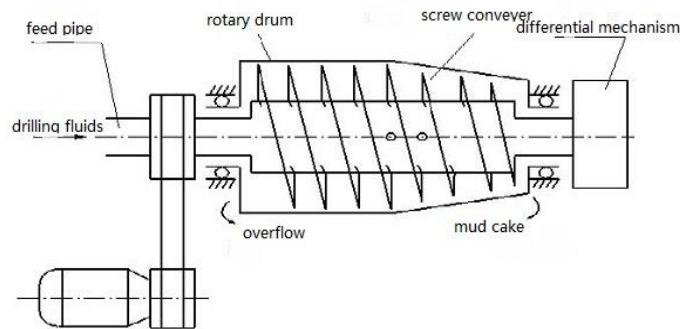 rotary drum
screw conveyer
feed pipe
differential mechanism
drilling fluids
overflow
mud cake